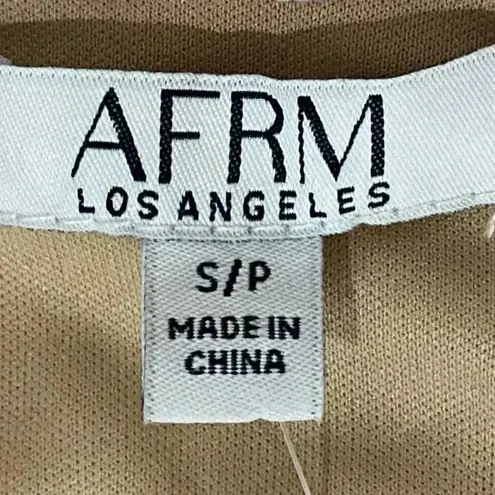 AFRM
LOS ANGELES
S/P
MADE IN
CHINA